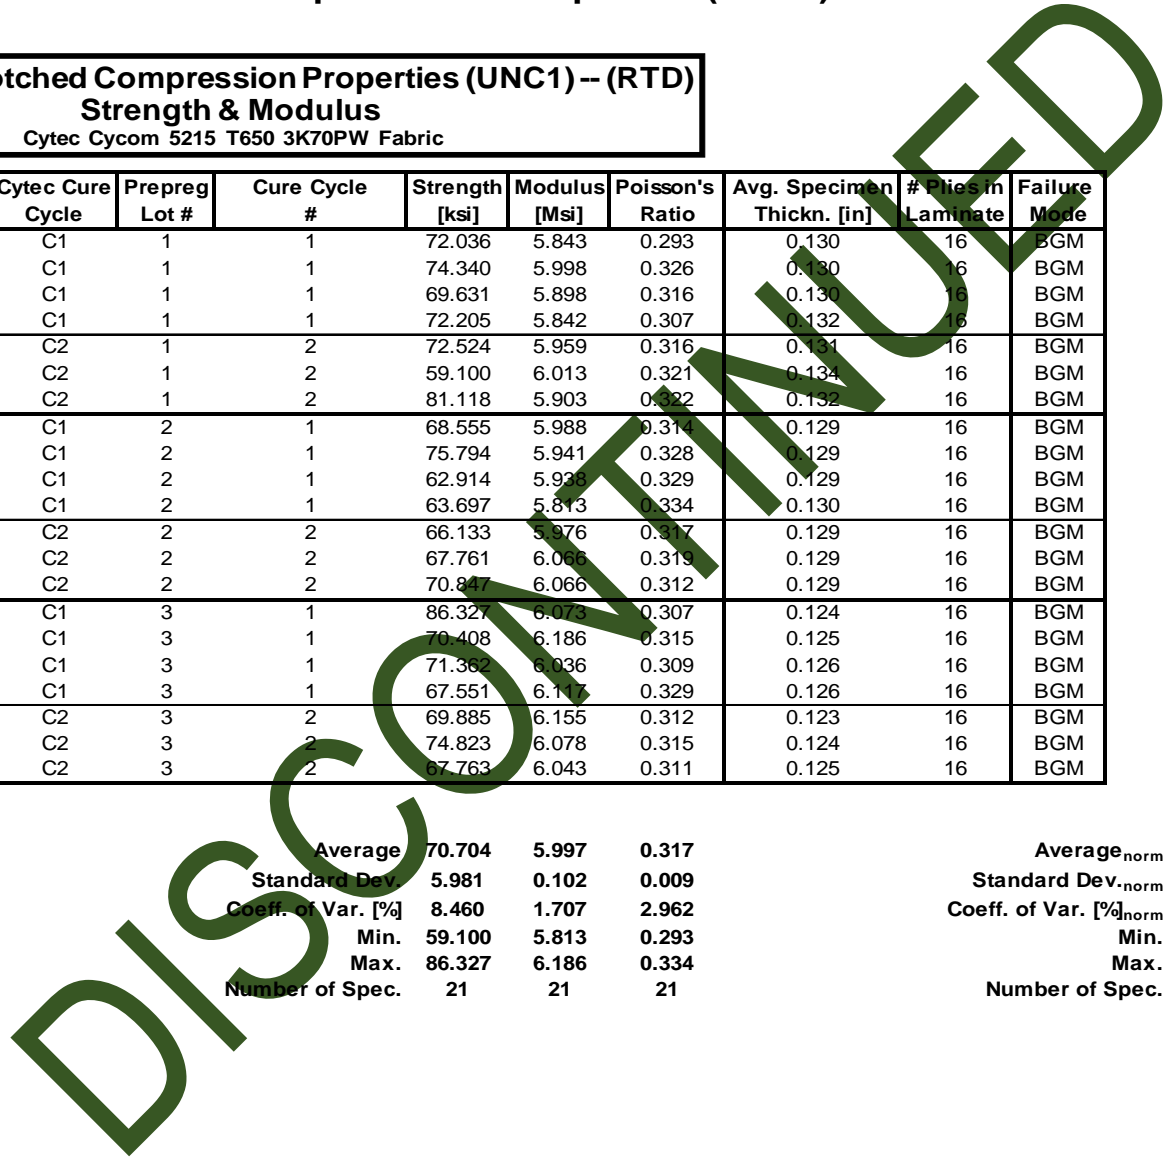 otched Compression Properties (UNC1) -- (RTD)
Strength & Modulus
Cytec Cycom 5215 T650 3K70PW Fabric
Cytec Cure Prepreg Cure Cycle Strength Modulus Poisson's Avg. Specimen # Plies in Failure
Cycle Lot # # [ksi] [Msi] Ratio Thickn. [in] Laminate Mode
C1 1 1 72.036 5.843 0.293 0.130 16 BGM
C1 1 1 74.340 5.998 0.326 0.130 16 BGM
C1 1 1 69.631 5.898 0.316 0.130 16 BGM
C1 1 1 72.205 5.842 0.307 0.132 16 BGM
C2 1 2 72.524 5.959 0.316 0.131 16 BGM
C2 1 2 59.100 6.013 0.321 0.134 16 BGM
C2 1 2 81.118 5.903 0.322 0.132 16 BGM
C1 2 1 68.555 5.988 0.314 0.129 16 BGM
C1 2 1 75.794 5.941 0.328 0.129 16 BGM
C1 2 1 62.914 5.938 0.329 0.129 16 BGM
C1 2 1 63.697 5.813 0.334 0.130 16 BGM
C2 2 2 66.133 5.976 0.317 0.129 16 BGM
C2 2 2 67.761 6.066 0.319 0.129 16 BGM
C2 2 2 70.847 6.066 0.312 0.129 16 BGM
C1 3 1 86.327 6.073 0.307 0.124 16 BGM
C1 3 1 70.408 6.186 0.315 0.125 16 BGM
C1 3 1 71.362 6.036 0.309 0.126 16 BGM
C1 3 1 67.551 6.117 0.329 0.126 16 BGM
C2 3 2 69.885 6.155 0.312 0.123 16 BGM
C2 3 2 74.823 6.078 0.315 0.124 16 BGM
C2 3 2 67.763 6.043 0.311 0.125 16 BGM
Average 70.704 5.997 0.317 Average norm
Standard Dev. 5.981 0.102 0.009 Standard Dev. norm
Coeff. of Var. [%] 8.460 1.707 2.962 Coeff. of Var. [%] norm
Min. 59.100 5.813 0.293 Min.
Max. 86.327 6.186 0.334 Max.
Number of Spec. 21 21 21 Number of Spec.
DISCONTINUED